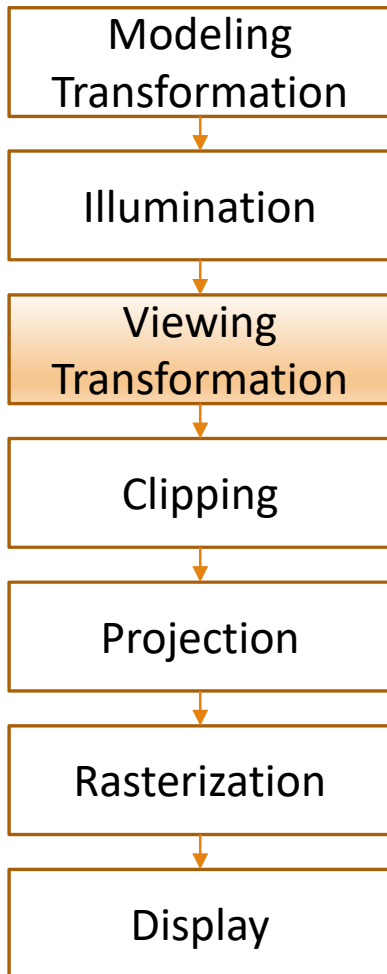 Modeling
Transformation
Illumination
Viewing
Transformation
Clipping
Projection
Rasterization
Display